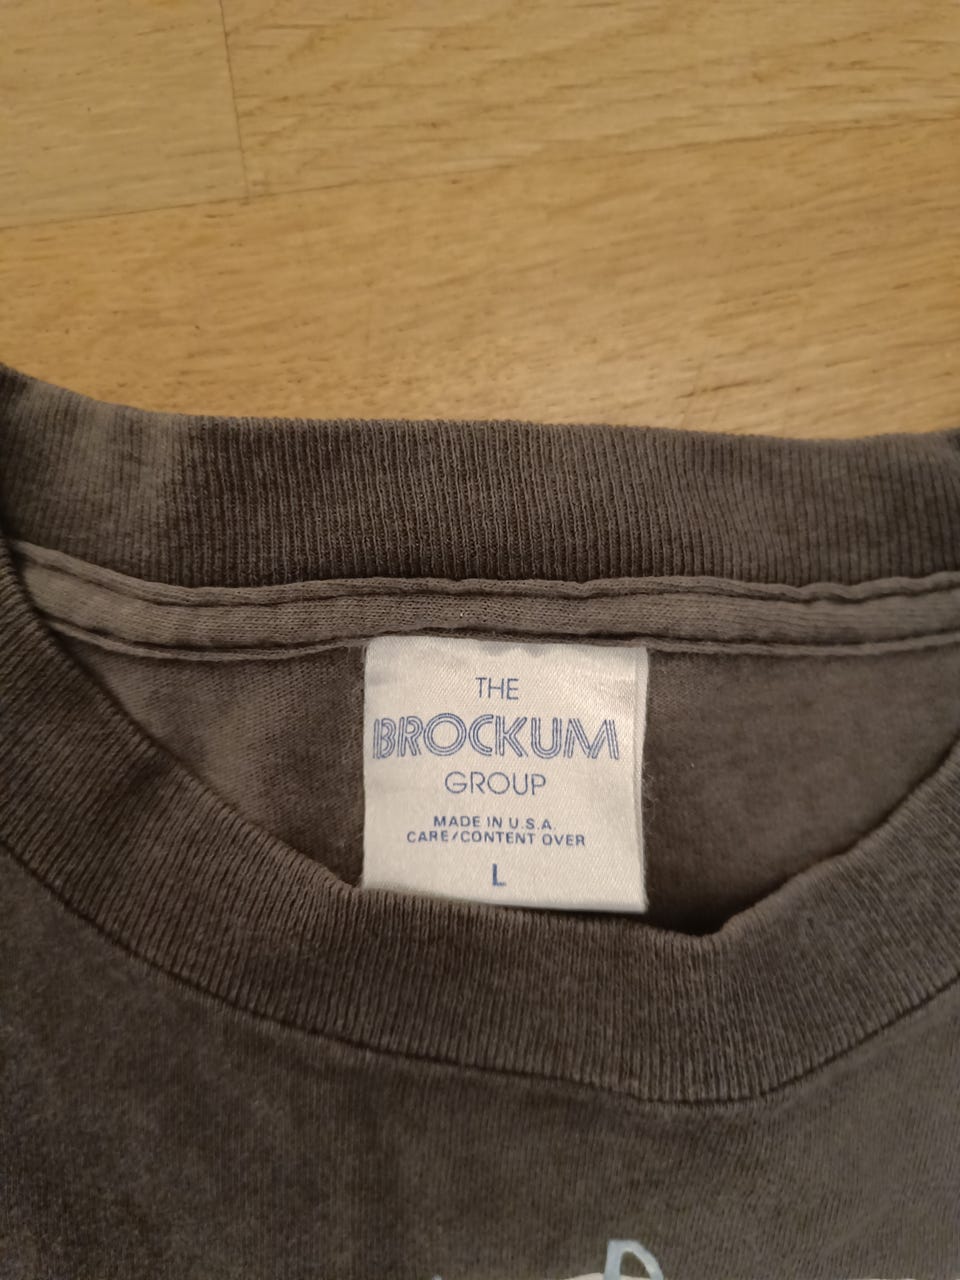 THE
BROCKUM
GROUP
MADE IN U.S.A.
CARE/CONTENT OVER
L